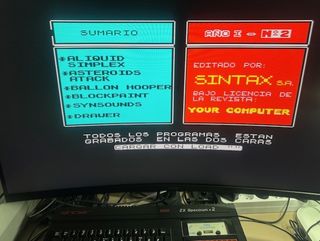 SUMARIO
AÑO I - Nº2
*ALIQUID
SIMPLEX
*ASTEROIDS
ATACK
*BALLON HOOPER
*BLOCKPAINT
*SYNSOUNDS
*DRAWER
EDITADO POR:
SINTAX S.A.
BAJO LICENCIA DE
LA REVISTA:
YOUR COMPUTER
TODOS LOS PROGRAMAS ESTAN
GRABADOS EN LAS DOS CARAS
CARGAR CON LOAD ""
sinclair
ZX Spectrum+2